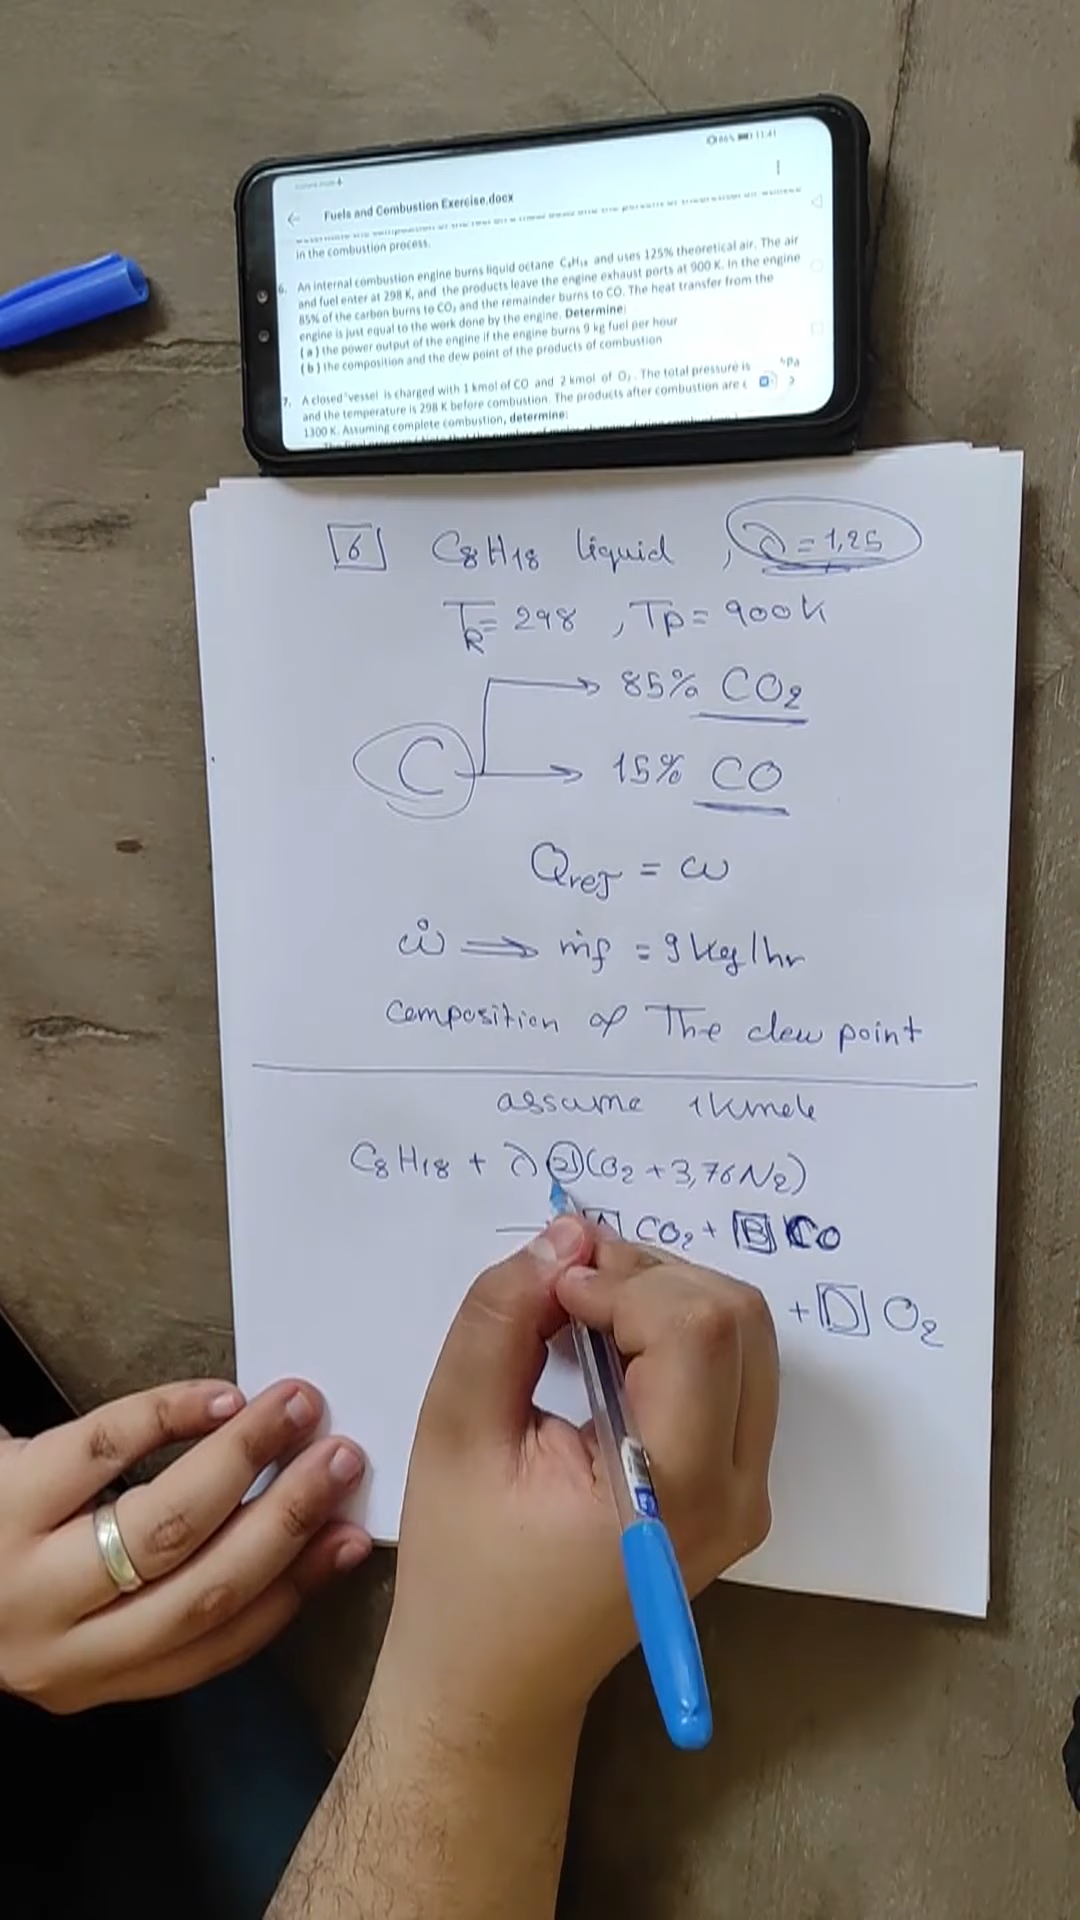 86% 11:41
Fuels and Combustion Exercise.docx
in the combustion process.
6. An internal combustion engine burns liquid octane C₈H₁₈ and uses 125% theoretical air. The air
and fuel enter at 298 K, and the products leave the engine exhaust ports at 900 K. In the engine
85% of the carbon burns to CO₂ and the remainder burns to CO. The heat transfer from the
engine is just equal to the work done by the engine. Determine:
( a ) the power output of the engine if the engine burns 9 kg fuel per hour
( b ) the composition and the dew point of the products of combustion
7. A closed vessel is charged with 1 kmol of CO and 2 kmol of O₂. The total pressure is kPa
and the temperature is 298 K before combustion. The products after combustion are
1300 K. Assuming complete combustion, determine:
6 C8H18 liquid , λ = 1,25
TR = 298 , Tp = 900K
85% CO2
C
15% CO
Qrej = ω
ẇ ⟹ ṁf = 9 kg/hr
Composition of The dew point
assume 1 kmole
C8H18 + λ (O2 + 3,76 N2)
→ A CO2 + B CO
+ D O2